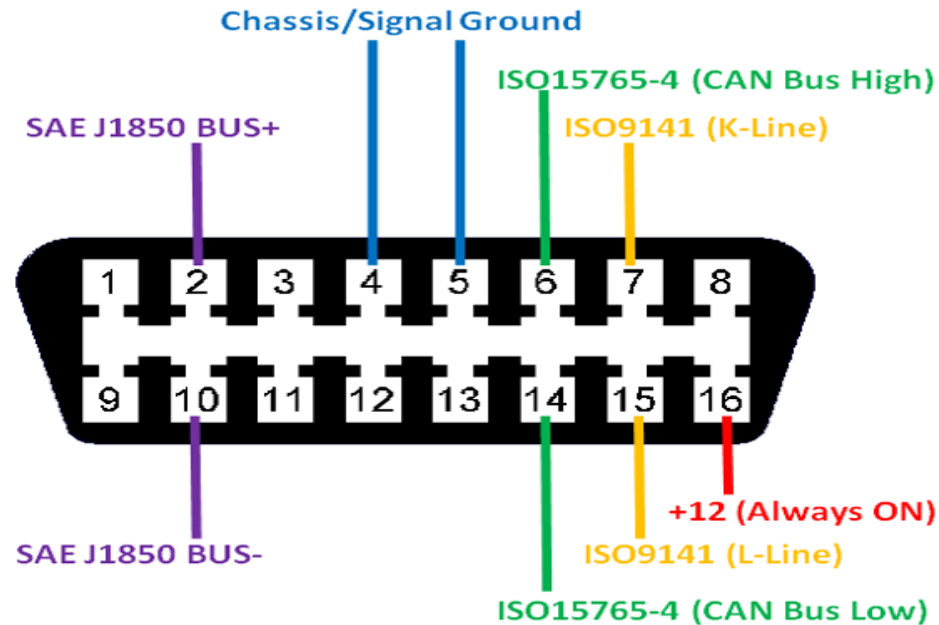 Chassis/Signal Ground
ISO15765-4 (CAN Bus High)
SAE J1850 BUS+
ISO9141 (K-Line)
1 2 3 4 5 6 7 8
9 10 11 12 13 14 15 16
+12 (Always ON)
SAE J1850 BUS-
ISO9141 (L-Line)
ISO15765-4 (CAN Bus Low)